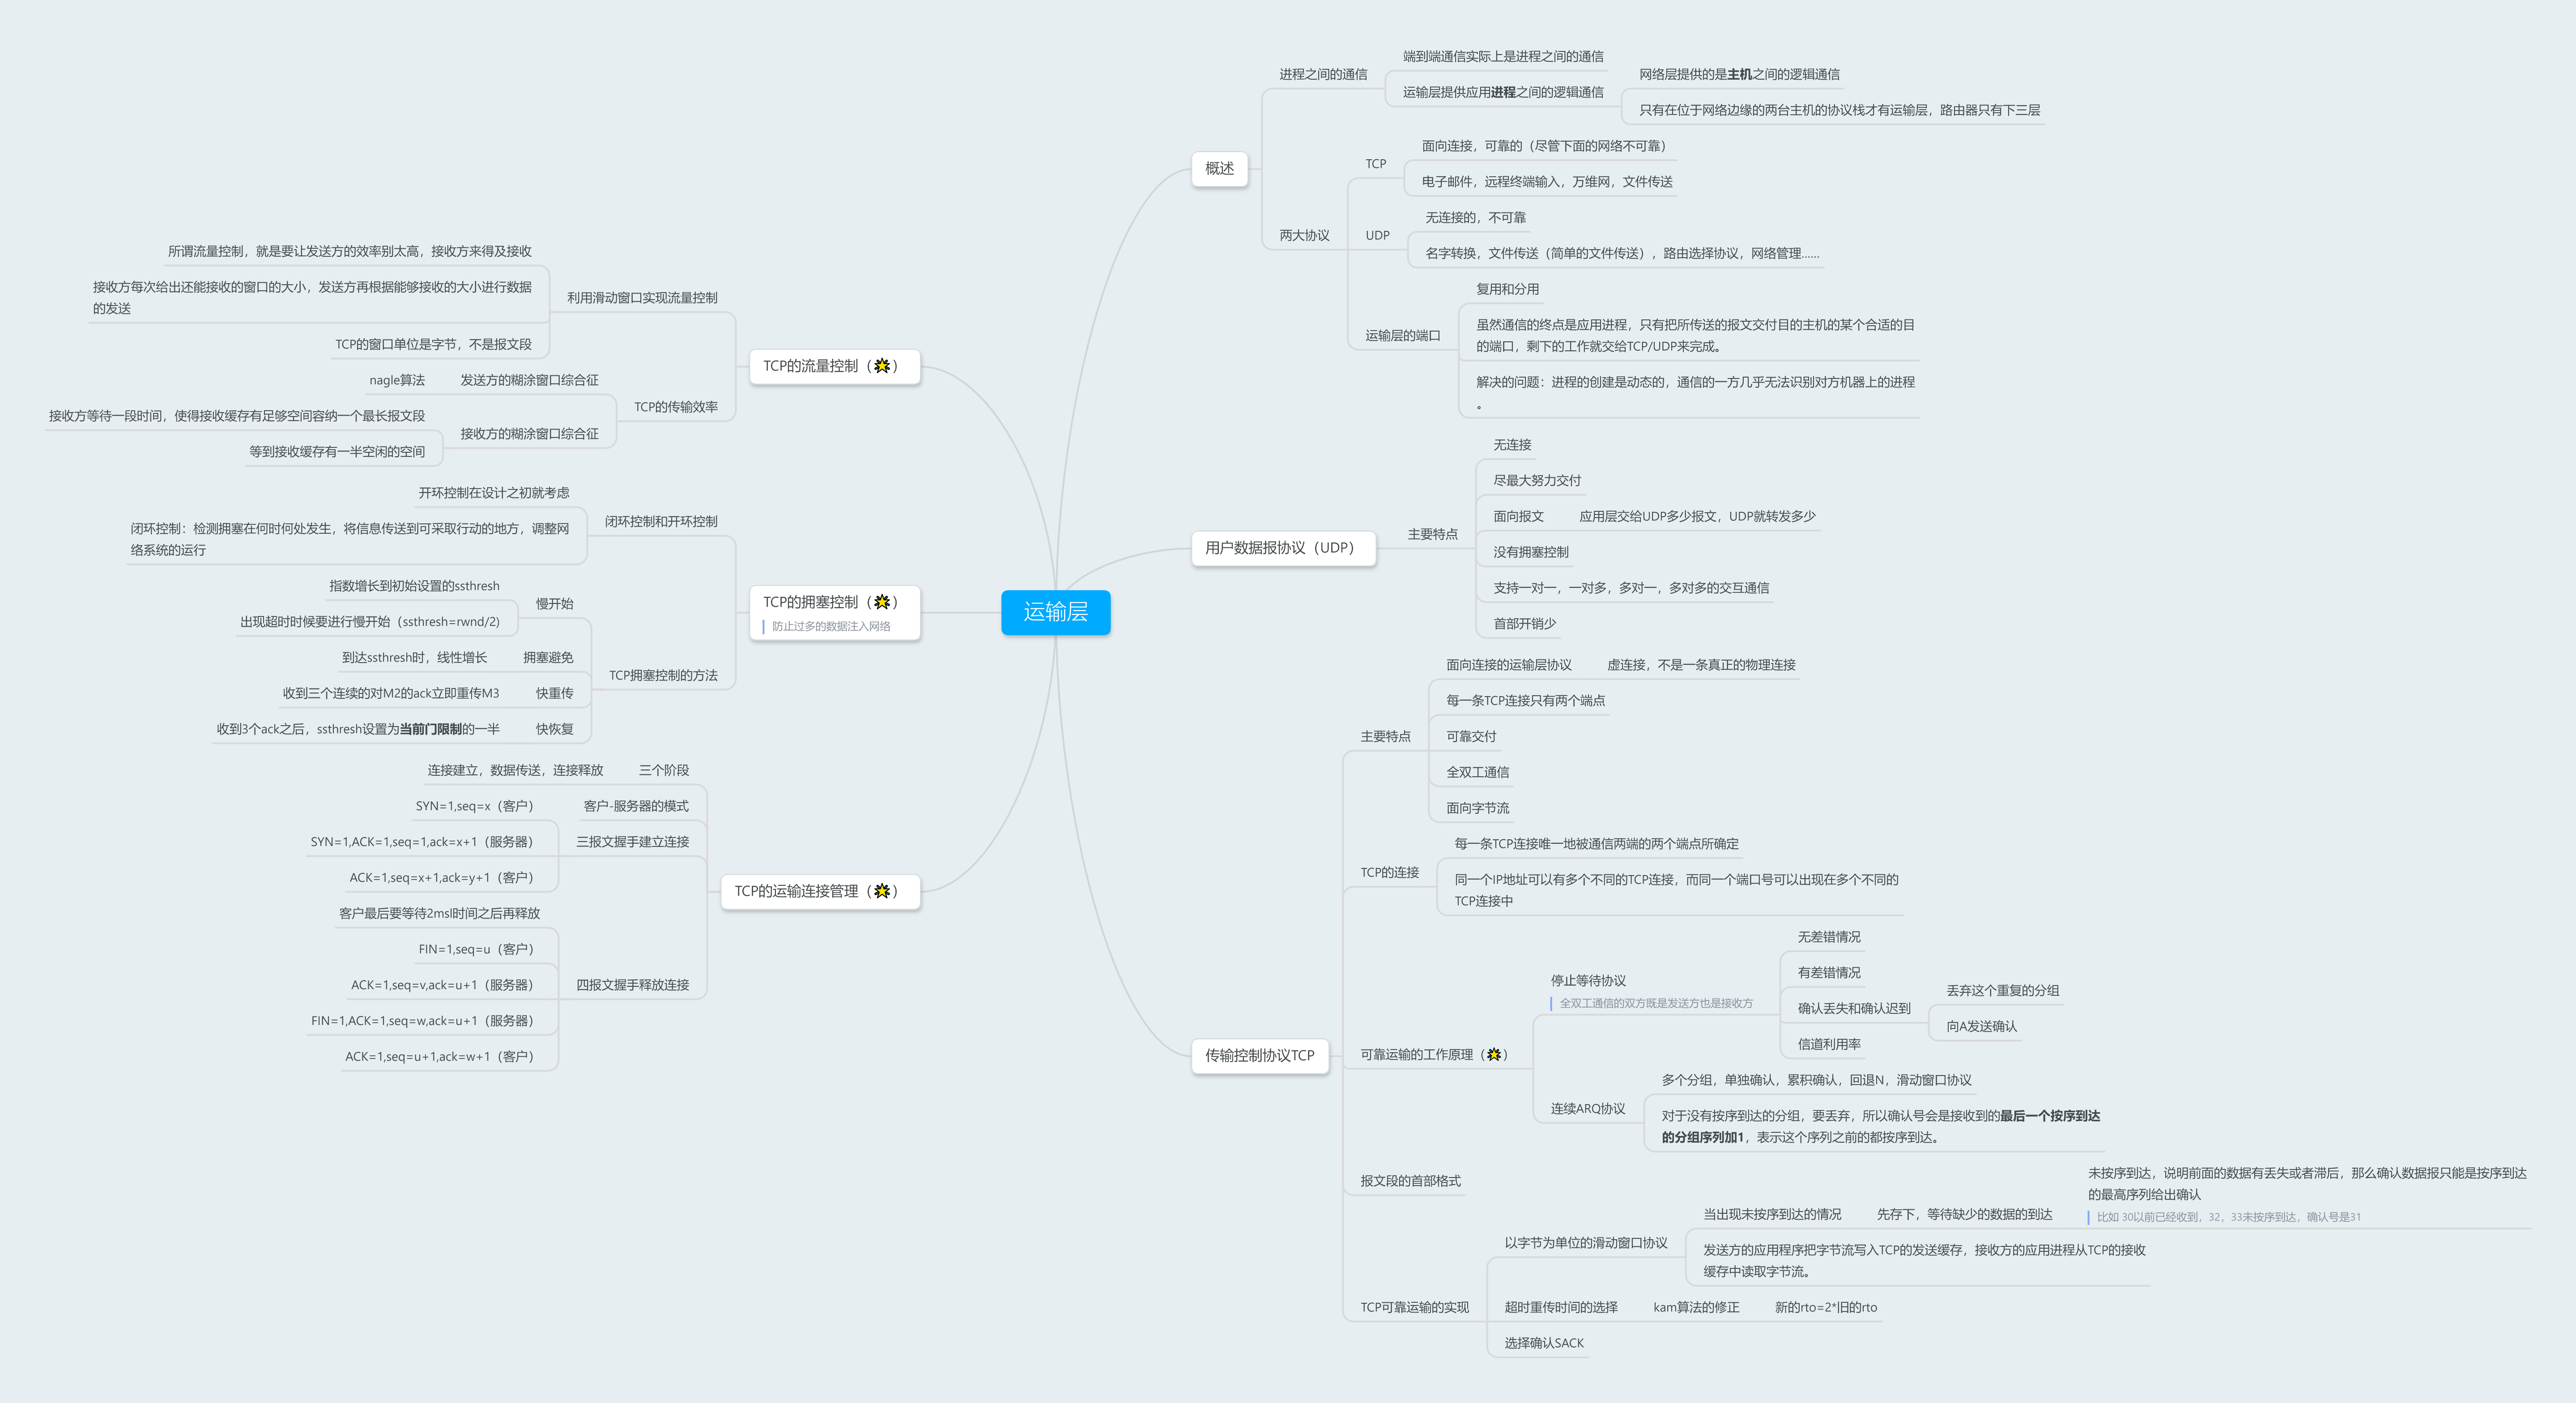 运输层
概述
进程之间的通信
端到端通信实际上是进程之间的通信
运输层提供应用进程之间的逻辑通信
网络层提供的是主机之间的逻辑通信
只有在位于网络边缘的两台主机的协议栈才有运输层，路由器只有下三层
两大协议
TCP
面向连接，可靠的（尽管下面的网络不可靠）
电子邮件，远程终端输入，万维网，文件传送
UDP
无连接的，不可靠
名字转换，文件传送（简单的文件传送），路由选择协议，网络管理......
运输层的端口
复用和分用
虽然通信的终点是应用进程，只有把所传送的报文交付目的主机的某个合适的目
的端口，剩下的工作就交给TCP/UDP来完成。
解决的问题：进程的创建是动态的，通信的一方几乎无法识别对方机器上的进程
。
用户数据报协议（UDP）
主要特点
无连接
尽最大努力交付
面向报文
应用层交给UDP多少报文，UDP就转发多少
没有拥塞控制
支持一对一，一对多，多对一，多对多的交互通信
首部开销少
传输控制协议TCP
主要特点
面向连接的运输层协议
虚连接，不是一条真正的物理连接
每一条TCP连接只有两个端点
可靠交付
全双工通信
面向字节流
TCP的连接
每一条TCP连接唯一地被通信两端的两个端点所确定
同一个IP地址可以有多个不同的TCP连接，而同一个端口号可以出现在多个不同的
TCP连接中
可靠运输的工作原理（）
停止等待协议
全双工通信的双方既是发送方也是接收方
无差错情况
有差错情况
确认丢失和确认迟到
丢弃这个重复的分组
向A发送确认
信道利用率
连续ARQ协议
多个分组，单独确认，累积确认，回退N，滑动窗口协议
对于没有按序到达的分组，要丢弃，所以确认号会是接收到的最后一个按序到达
的分组序列加1，表示这个序列之前的都按序到达。
报文段的首部格式
TCP可靠运输的实现
以字节为单位的滑动窗口协议
当出现未按序到达的情况
先存下，等待缺少的数据的到达
未按序到达，说明前面的数据有丢失或者滞后，那么确认数据报只能是按序到达
的最高序列给出确认
比如 30以前已经收到，32，33未按序到达，确认号是31
发送方的应用程序把字节流写入TCP的发送缓存，接收方的应用进程从TCP的接收
缓存中读取字节流。
超时重传时间的选择
kam算法的修正
新的rto=2*旧的rto
选择确认SACK
TCP的流量控制（）
利用滑动窗口实现流量控制
所谓流量控制，就是要让发送方的效率别太高，接收方来得及接收
接收方每次给出还能接收的窗口的大小，发送方再根据能够接收的大小进行数据
的发送
TCP的窗口单位是字节，不是报文段
TCP的传输效率
发送方的糊涂窗口综合征
nagle算法
接收方的糊涂窗口综合征
接收方等待一段时间，使得接收缓存有足够空间容纳一个最长报文段
等到接收缓存有一半空闲的空间
TCP的拥塞控制（）
防止过多的数据注入网络
闭环控制和开环控制
开环控制在设计之初就考虑
闭环控制：检测拥塞在何时何处发生，将信息传送到可采取行动的地方，调整网
络系统的运行
TCP拥塞控制的方法
慢开始
指数增长到初始设置的ssthresh
出现超时时候要进行慢开始（ssthresh=rwnd/2)
拥塞避免
到达ssthresh时，线性增长
快重传
收到三个连续的对M2的ack立即重传M3
快恢复
收到3个ack之后，ssthresh设置为当前门限制的一半
TCP的运输连接管理（）
三个阶段
连接建立，数据传送，连接释放
客户-服务器的模式
三报文握手建立连接
SYN=1,seq=x（客户）
SYN=1,ACK=1,seq=1,ack=x+1（服务器）
ACK=1,seq=x+1,ack=y+1（客户）
四报文握手释放连接
客户最后要等待2msl时间之后再释放
FIN=1,seq=u（客户）
ACK=1,seq=v,ack=u+1（服务器）
FIN=1,ACK=1,seq=w,ack=u+1（服务器）
ACK=1,seq=u+1,ack=w+1（客户）